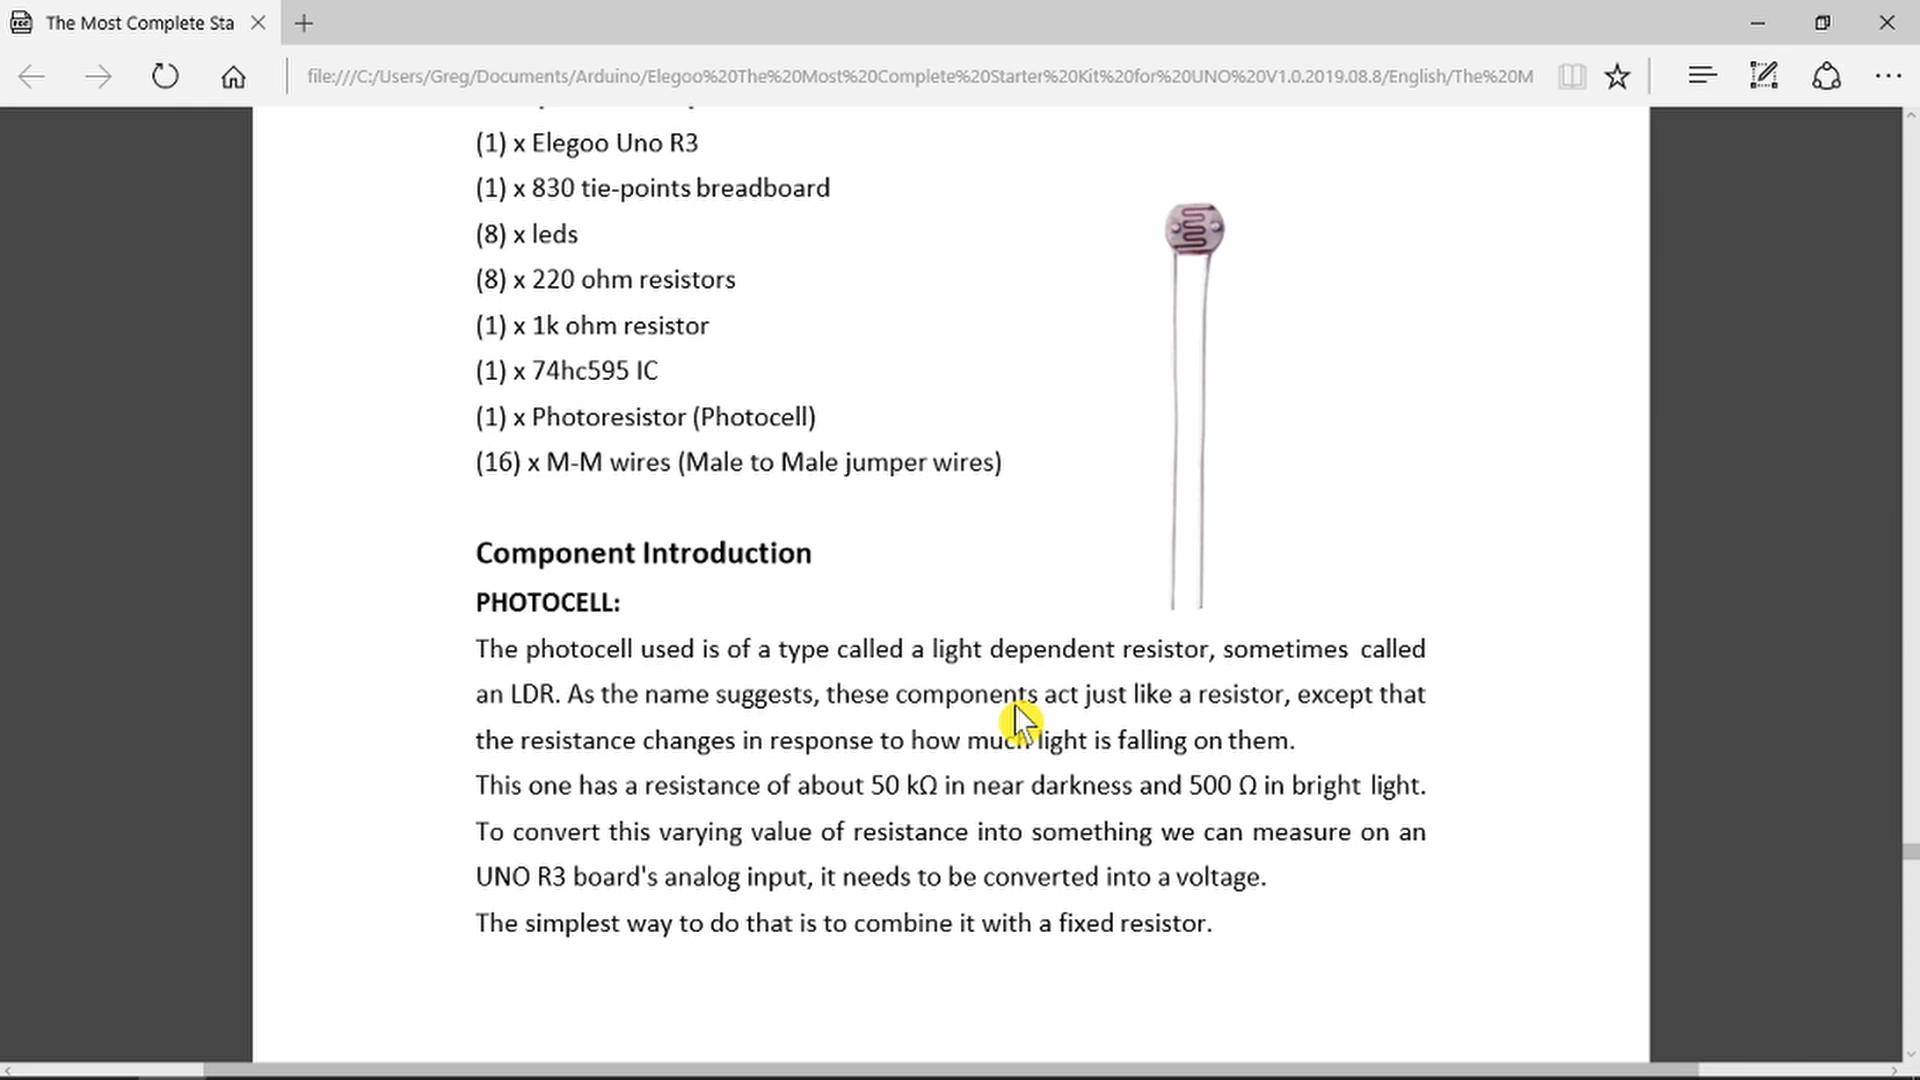 The Most Complete Sta
file:///C:/Users/Greg/Documents/Arduino/Elegoo%20The%20Most%20Complete%20Starter%20Kit%20for%20UNO%20V1.0.2019.08.8/English/The%20M
(1) x Elegoo Uno R3
(1) x 830 tie-points breadboard
(8) x leds
(8) x 220 ohm resistors
(1) x 1k ohm resistor
(1) x 74hc595 IC
(1) x Photoresistor (Photocell)
(16) x M-M wires (Male to Male jumper wires)
Component Introduction
PHOTOCELL:
The photocell used is of a type called a light dependent resistor, sometimes called
an LDR. As the name suggests, these components act just like a resistor, except that
the resistance changes in response to how much light is falling on them.
This one has a resistance of about 50 kΩ in near darkness and 500 Ω in bright light.
To convert this varying value of resistance into something we can measure on an
UNO R3 board's analog input, it needs to be converted into a voltage.
The simplest way to do that is to combine it with a fixed resistor.